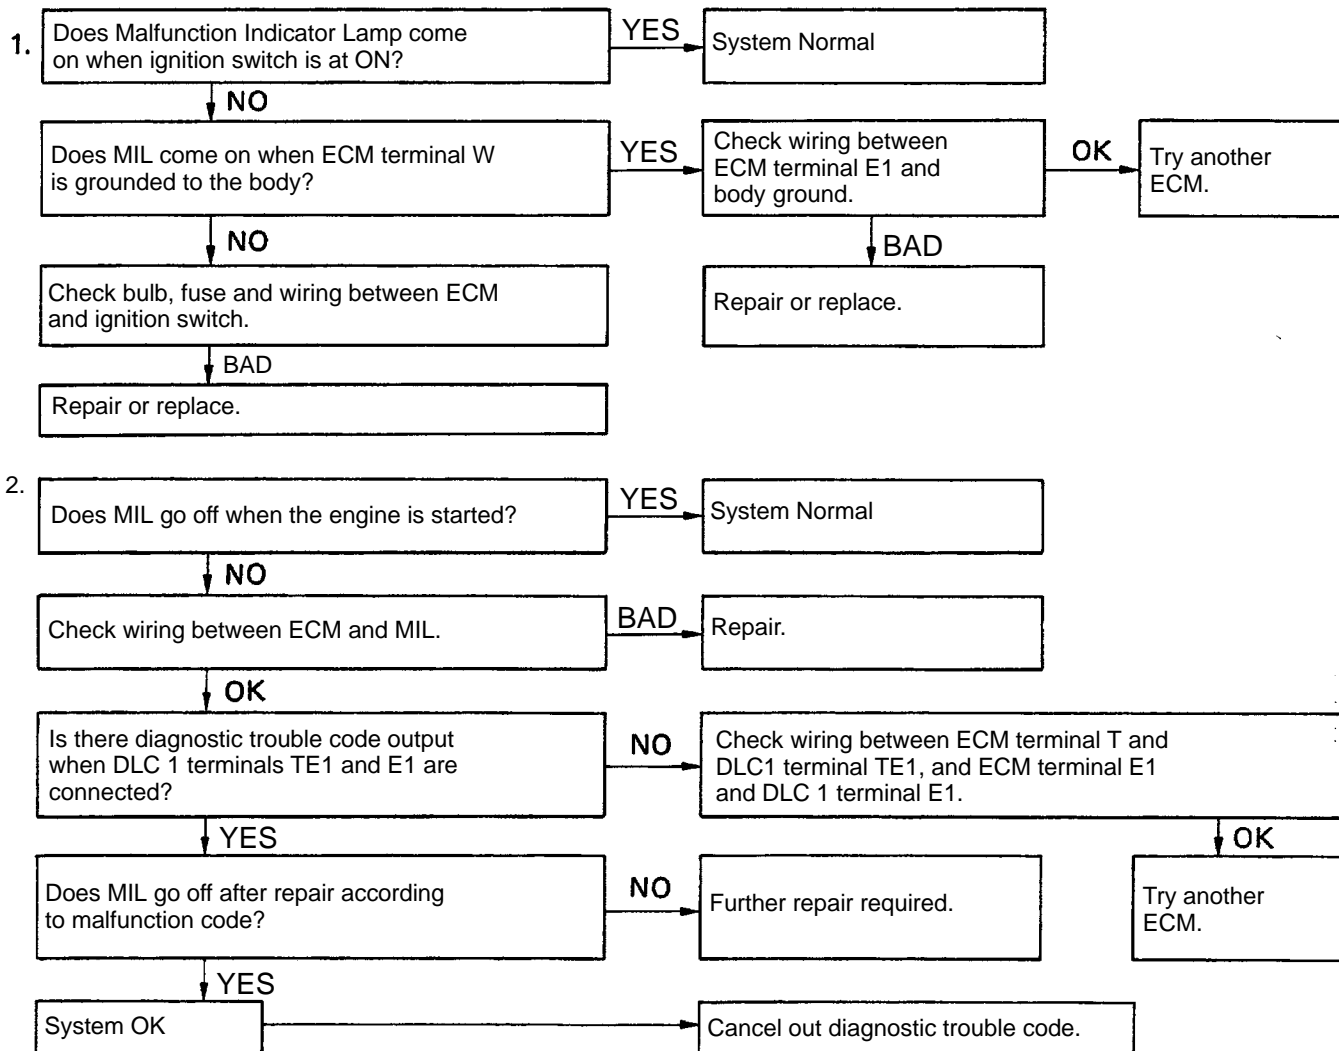 1.
Does Malfunction Indicator Lamp come
on when ignition switch is at ON?
YES
System Normal
NO
Does MIL come on when ECM terminal W
is grounded to the body?
YES
Check wiring between
ECM terminal E1 and
body ground.
OK
Try another
ECM.
NO
BAD
Check bulb, fuse and wiring between ECM
and ignition switch.
Repair or replace.
BAD
Repair or replace.
2.
Does MIL go off when the engine is started?
YES
System Normal
NO
Check wiring between ECM and MIL.
BAD
Repair.
OK
Is there diagnostic trouble code output
when DLC 1 terminals TE1 and E1 are
connected?
NO
Check wiring between ECM terminal T and
DLC1 terminal TE1, and ECM terminal E1
and DLC 1 terminal E1.
YES
OK
Does MIL go off after repair according
to malfunction code?
NO
Further repair required.
Try another
ECM.
YES
System OK
Cancel out diagnostic trouble code.